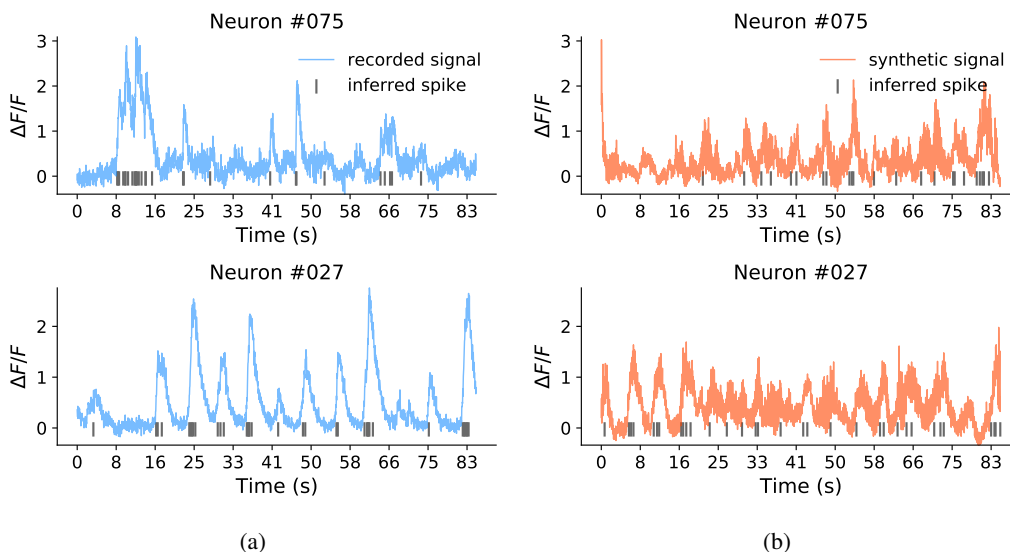 Neuron #075
3
2
1
0
ΔF/F
recorded signal
inferred spike
0 8 16 25 33 41 50 58 66 75 83
Time (s)
Neuron #075
3
2
1
0
ΔF/F
synthetic signal
inferred spike
0 8 16 25 33 41 50 58 66 75 83
Time (s)
Neuron #027
2
1
0
ΔF/F
0 8 16 25 33 41 50 58 66 75 83
Time (s)
Neuron #027
2
1
0
ΔF/F
0 8 16 25 33 41 50 58 66 75 83
Time (s)
(a)
(b)